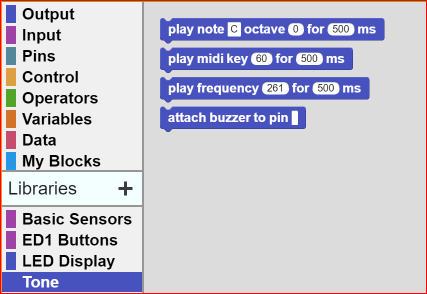 Output
Input
Pins
Control
Operators
Variables
Data
My Blocks
Libraries +
Basic Sensors
ED1 Buttons
LED Display
Tone
play note C octave 0 for 500 ms
play midi key 60 for 500 ms
play frequency 261 for 500 ms
attach buzzer to pin